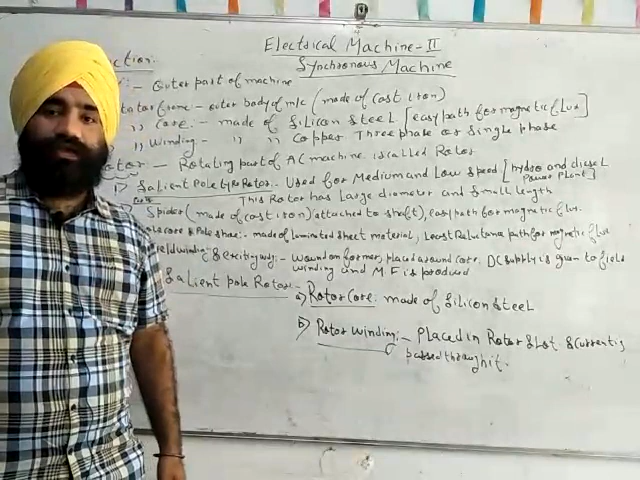 Electrical Machine-II
Synchronous Machine
ction:
:- Outer part of machine
tator frame - outer body of m/c (made of cast iron)
" Core. - made of Silicon Steel [easy path for magnetic flux]
" Winding - " " Copper Three phase or Single phase
otor - Rotating part of AC machine is called Rotor
1) Salient Pole type Rotor. Used for Medium and Low Speed [hydro and diesel Power plant]
This Rotor has Large diameter and Small length
Spider (made of cast iron) attached to shaft), easy path for magnetic flux.
ole core & Pole shoe:- made of laminated sheet material, Least Reluctance path for magnetic flux
ield winding & exciting wdg:- wound on former, placed around core. DC supply is given to field
winding and M.F is produced
Salient pole Rotor:-
a) Rotor Core: made of Silicon Steel
b) Rotor winding:- Placed in Rotor Slot. & Current is
passed through it.